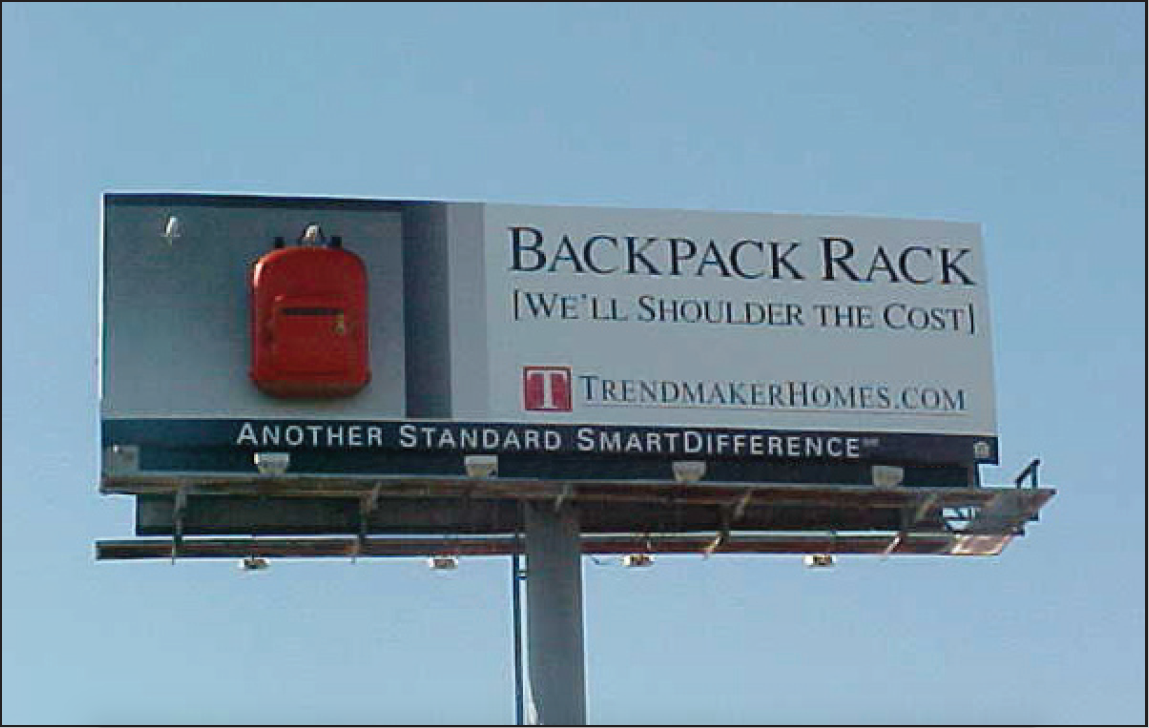 BACKPACK RACK
[WE'LL SHOULDER THE COST]
T TRENDMAKERHOMES.COM
ANOTHER STANDARD SMARTDIFFERENCE